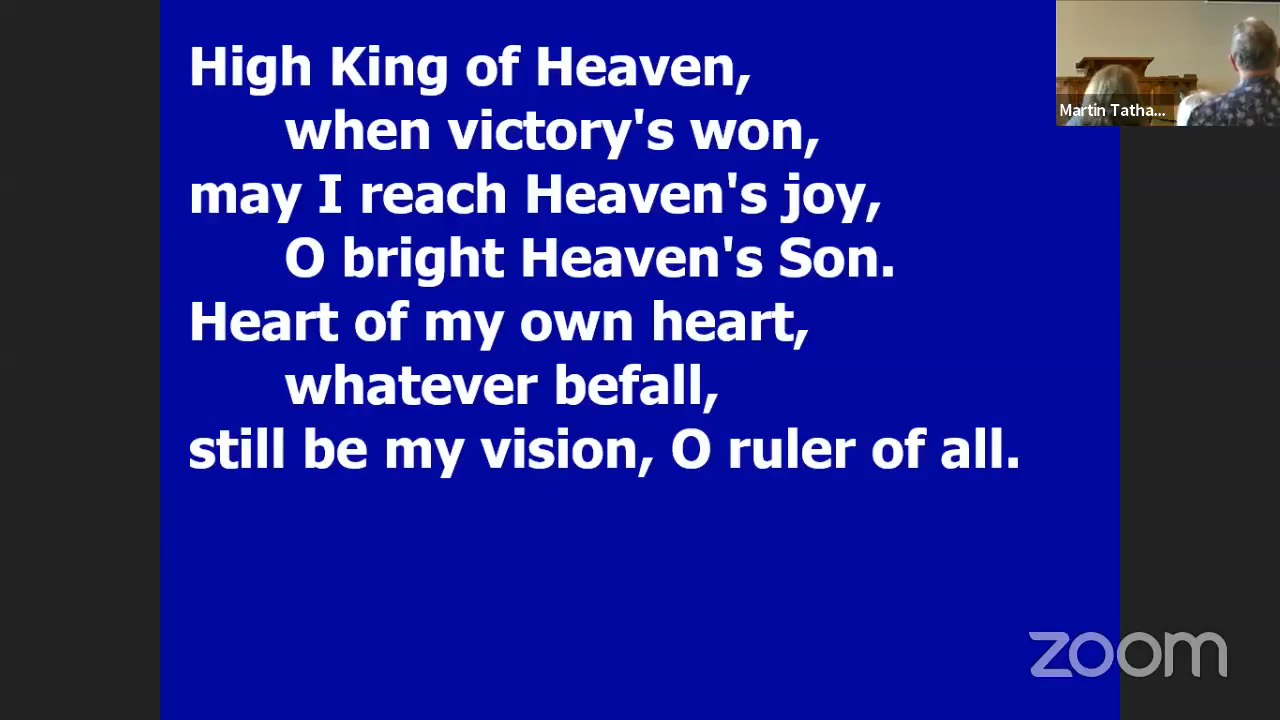 High King of Heaven,
when victory's won,
may I reach Heaven's joy,
O bright Heaven's Son.
Heart of my own heart,
whatever befall,
still be my vision, O ruler of all.
Martin Tatha...
zoom